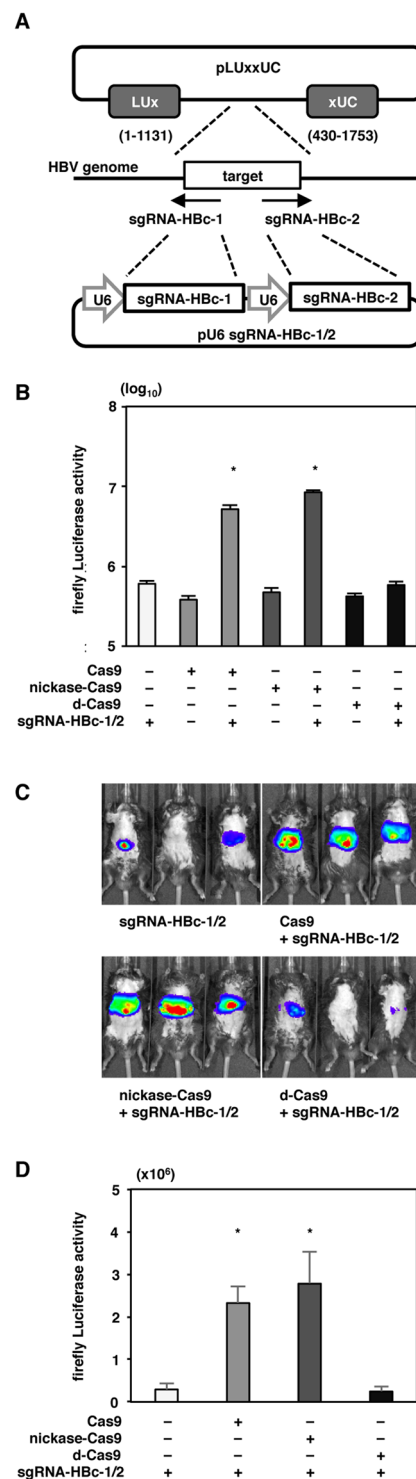 A
pLUxxUC
LUx xUC
(1-1131) (430-1753)
HBV genome target
sgRNA-HBc-1 sgRNA-HBc-2
U6 sgRNA-HBc-1 U6 sgRNA-HBc-2
pU6 sgRNA-HBc-1/2
B
(log10)
firefly Luciferase activity
8
* *
7
6
5
Cas9 – + + – – – –
nickase-Cas9 – – – + + – –
d-Cas9 – – – – – + +
sgRNA-HBc-1/2 + – + – + – +
C
sgRNA-HBc-1/2 Cas9
+ sgRNA-HBc-1/2
nickase-Cas9 d-Cas9
+ sgRNA-HBc-1/2 + sgRNA-HBc-1/2
D
(x10⁶)
firefly Luciferase activity
5
4
* *
3
2
1
0
Cas9 – + – –
nickase-Cas9 – – + –
d-Cas9 – – – +
sgRNA-HBc-1/2 + + + +